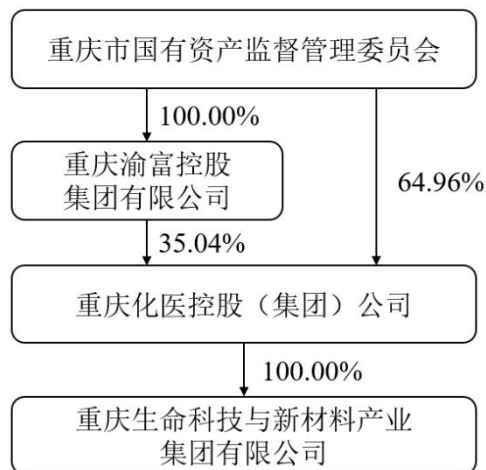 重庆市国有资产监督管理委员会
100.00%
重庆渝富控股
集团有限公司
64.96%
35.04%
重庆化医控股（集团）公司
100.00%
重庆生命科技与新材料产业
集团有限公司